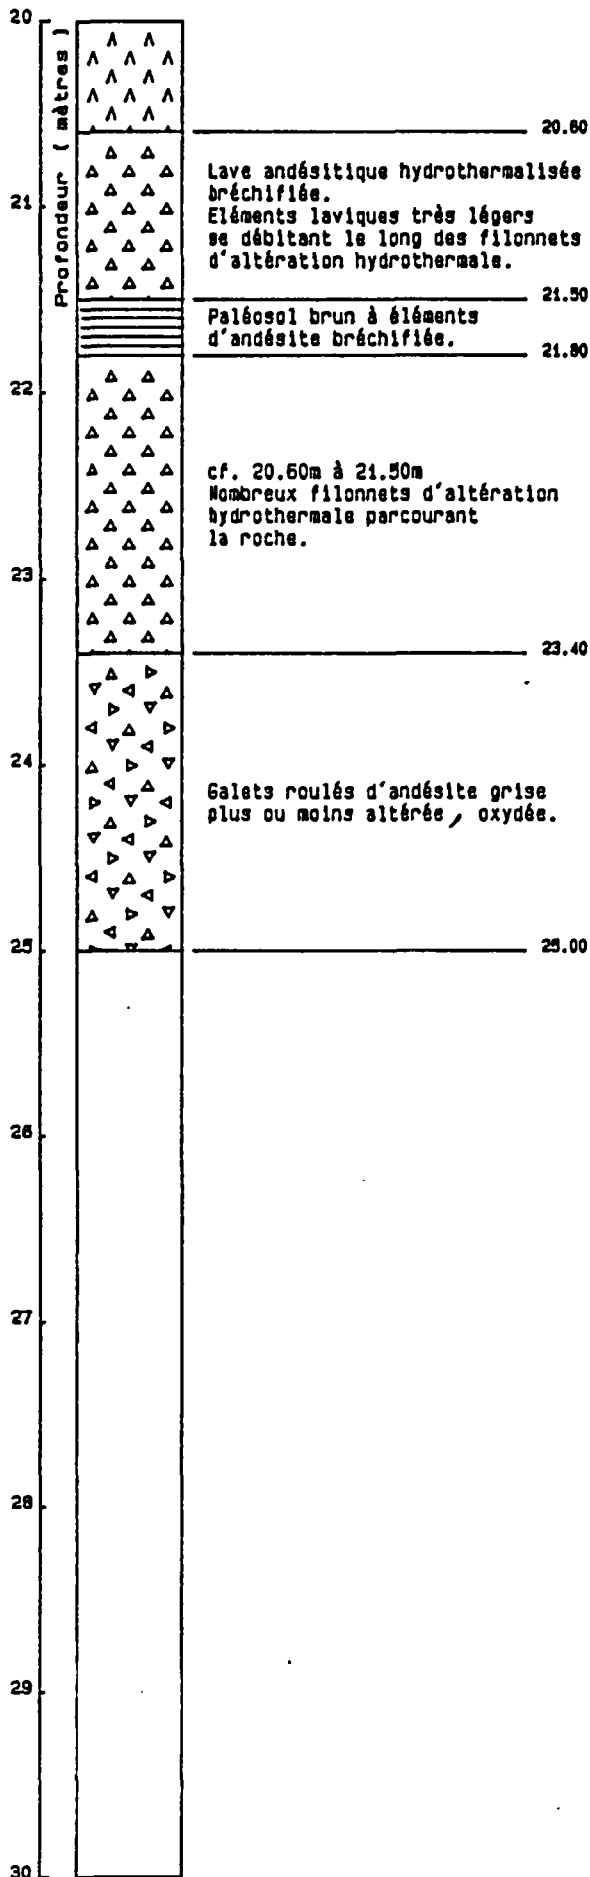 20
Profondeur ( mètres )
20.60
Lave andésitique hydrothermalisée
bréchifiée.
Eléments laviques très légers
se débitant le long des filonnets
d'altération hydrothermale.
21
21.50
Paléosol brun à éléments
d'andésite bréchifiée.
21.80
22
cf. 20.60m à 21.50m
Nombreux filonnets d'altération
hydrothermale parcourant
la roche.
23
23.40
24
Galets roulés d'andésite grise
plus ou moins altérée, oxydée.
25
25.00
26
27
28
29
30